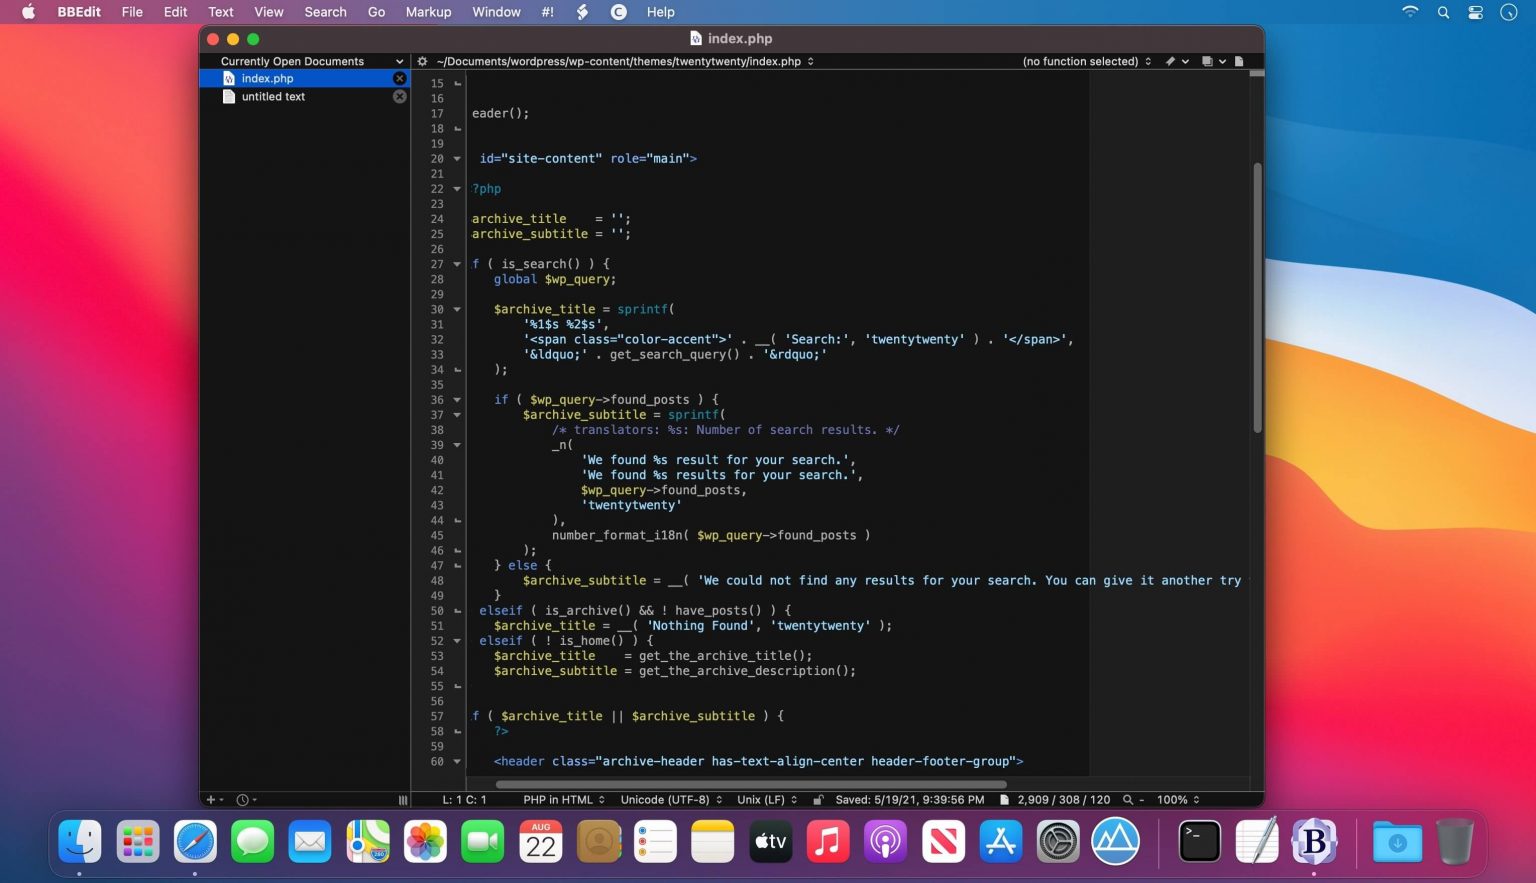 BBEdit File Edit Text View Search Go Markup Window #! C Help
index.php
Currently Open Documents
index.php
untitled text
~/Documents/wordpress/wp-content/themes/twentytwenty/index.php (no function selected)
15
16
17 eader();
18
19
20 id="site-content" role="main">
21
22 ?php
23
24 archive_title = '';
25 archive_subtitle = '';
26
27 f ( is_search() ) {
28 global $wp_query;
29
30 $archive_title = sprintf(
31 '%1$s %2$s',
32 '<span class="color-accent">' . __( 'Search:', 'twentytwenty' ) . '</span>',
33 '&ldquo;' . get_search_query() . '&rdquo;'
34 );
35
36 if ( $wp_query->found_posts ) {
37 $archive_subtitle = sprintf(
38 /* translators: %s: Number of search results. */
39 _n(
40 'We found %s result for your search.',
41 'We found %s results for your search.',
42 $wp_query->found_posts,
43 'twentytwenty'
44 ),
45 number_format_i18n( $wp_query->found_posts )
46 );
47 } else {
48 $archive_subtitle = __( 'We could not find any results for your search. You can give it another try
49 }
50 elseif ( is_archive() && ! have_posts() ) {
51 $archive_title = __( 'Nothing Found', 'twentytwenty' );
52 elseif ( ! is_home() ) {
53 $archive_title = get_the_archive_title();
54 $archive_subtitle = get_the_archive_description();
55
56
57 f ( $archive_title || $archive_subtitle ) {
58 ?>
59
60 <header class="archive-header has-text-align-center header-footer-group">
L: 1 C: 1 PHP in HTML Unicode (UTF-8) Unix (LF) Saved: 5/19/21, 9:39:56 PM 2,909 / 308 / 120 100%
AUG
22
tv
B